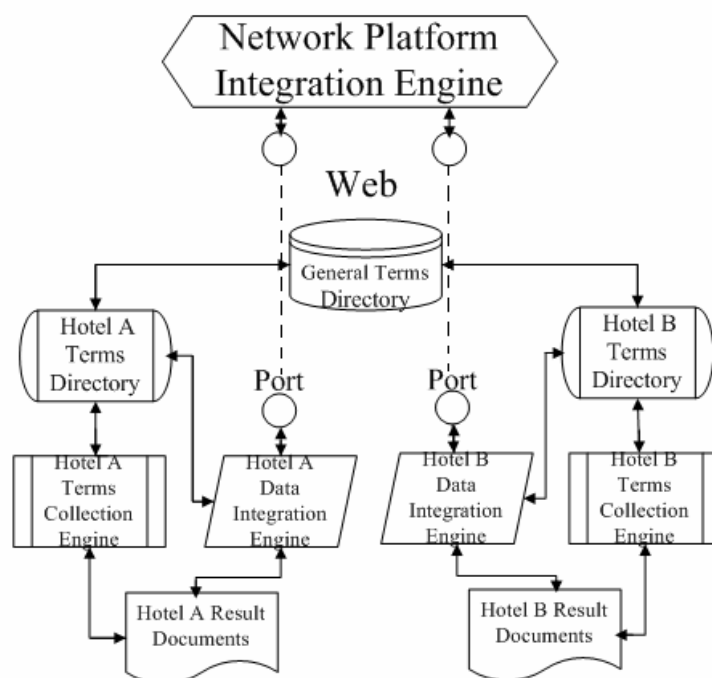 Network Platform
Integration Engine
Web
General Terms
Directory
Hotel A
Terms
Directory
Hotel B
Terms
Directory
Port
Port
Hotel A
Terms
Collection
Engine
Hotel A
Data
Integration
Engine
Hotel B
Data
Integration
Engine
Hotel B
Terms
Collection
Engine
Hotel A Result
Documents
Hotel B Result
Documents